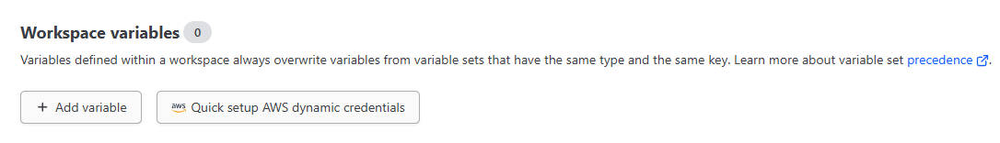 Workspace variables 0
Variables defined within a workspace always overwrite variables from variable sets that have the same type and the same key. Learn more about variable set precedence.
+ Add variable
aws Quick setup AWS dynamic credentials